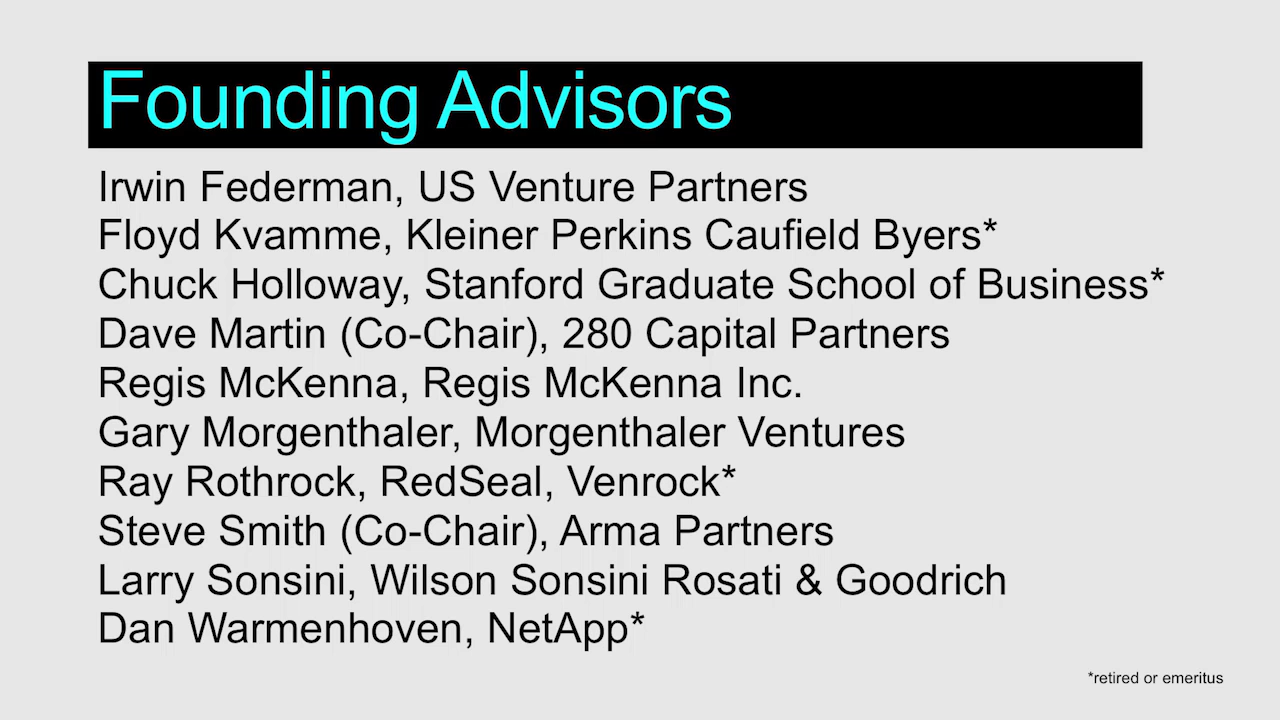 Founding Advisors
Irwin Federman, US Venture Partners
Floyd Kvamme, Kleiner Perkins Caufield Byers*
Chuck Holloway, Stanford Graduate School of Business*
Dave Martin (Co-Chair), 280 Capital Partners
Regis McKenna, Regis McKenna Inc.
Gary Morgenthaler, Morgenthaler Ventures
Ray Rothrock, RedSeal, Venrock*
Steve Smith (Co-Chair), Arma Partners
Larry Sonsini, Wilson Sonsini Rosati & Goodrich
Dan Warmenhoven, NetApp*
*retired or emeritus